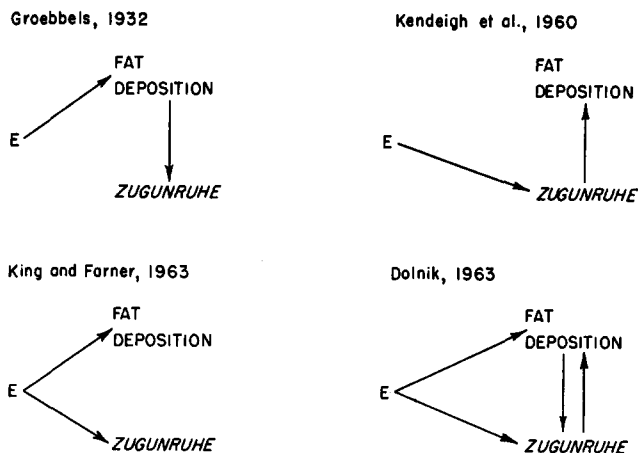 Groebbels, 1932
FAT
DEPOSITION
E
ZUGUNRUHE
Kendeigh et al., 1960
FAT
DEPOSITION
E
ZUGUNRUHE
King and Farner, 1963
FAT
DEPOSITION
E
ZUGUNRUHE
Dolnik, 1963
FAT
DEPOSITION
E
ZUGUNRUHE